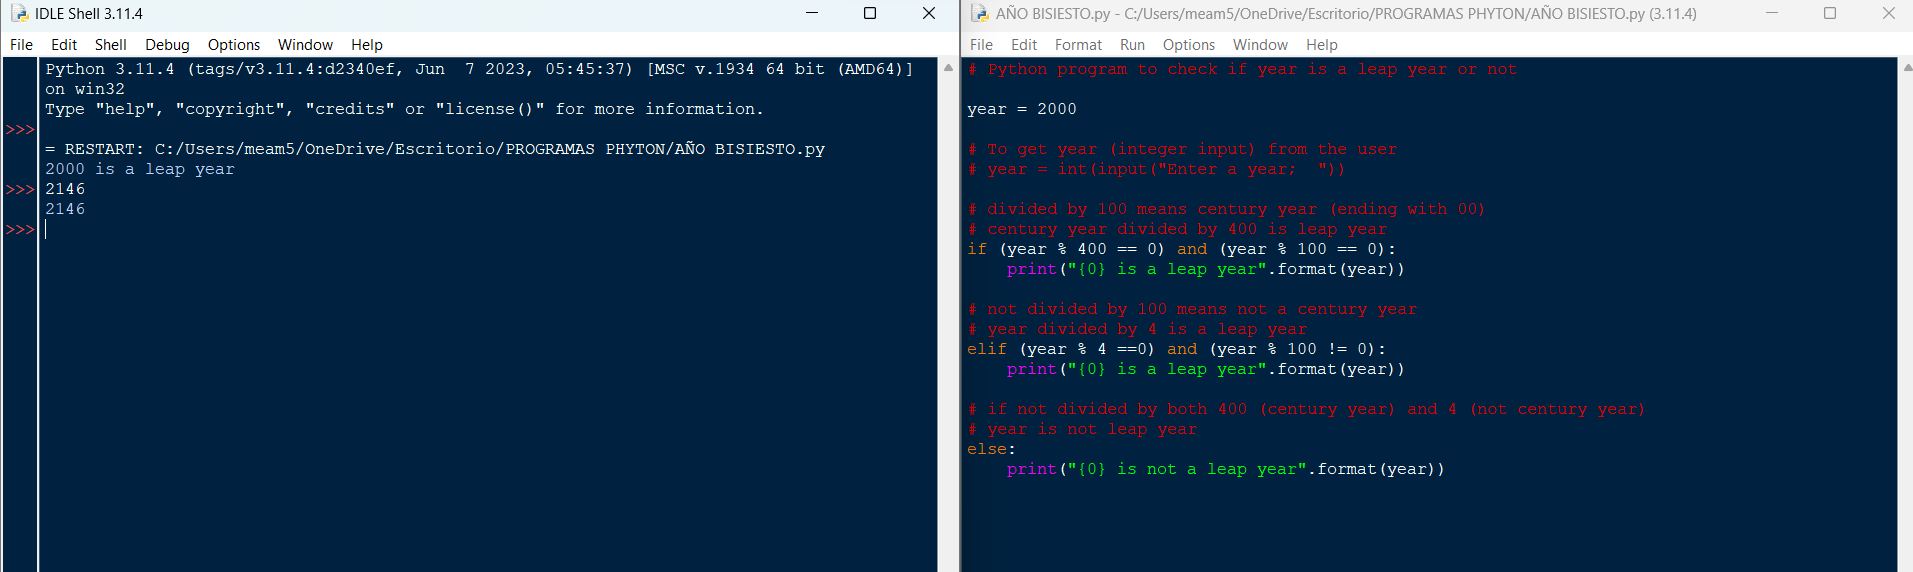 IDLE Shell 3.11.4
File Edit Shell Debug Options Window Help
Python 3.11.4 (tags/v3.11.4:d2340ef, Jun  7 2023, 05:45:37) [MSC v.1934 64 bit (AMD64)]
on win32
Type "help", "copyright", "credits" or "license()" for more information.
>>>
= RESTART: C:/Users/meam5/OneDrive/Escritorio/PROGRAMAS PHYTON/AÑO BISIESTO.py
2000 is a leap year
>>> 2146
2146
>>>
AÑO BISIESTO.py - C:/Users/meam5/OneDrive/Escritorio/PROGRAMAS PHYTON/AÑO BISIESTO.py (3.11.4)
File Edit Format Run Options Window Help
# Python program to check if year is a leap year or not
year = 2000
# To get year (integer input) from the user
# year = int(input("Enter a year;  "))
# divided by 100 means century year (ending with 00)
# century year divided by 400 is leap year
if (year % 400 == 0) and (year % 100 == 0):
    print("{0} is a leap year".format(year))
# not divided by 100 means not a century year
# year divided by 4 is a leap year
elif (year % 4 ==0) and (year % 100 != 0):
    print("{0} is a leap year".format(year))
# if not divided by both 400 (century year) and 4 (not century year)
# year is not leap year
else:
    print("{0} is not a leap year".format(year))